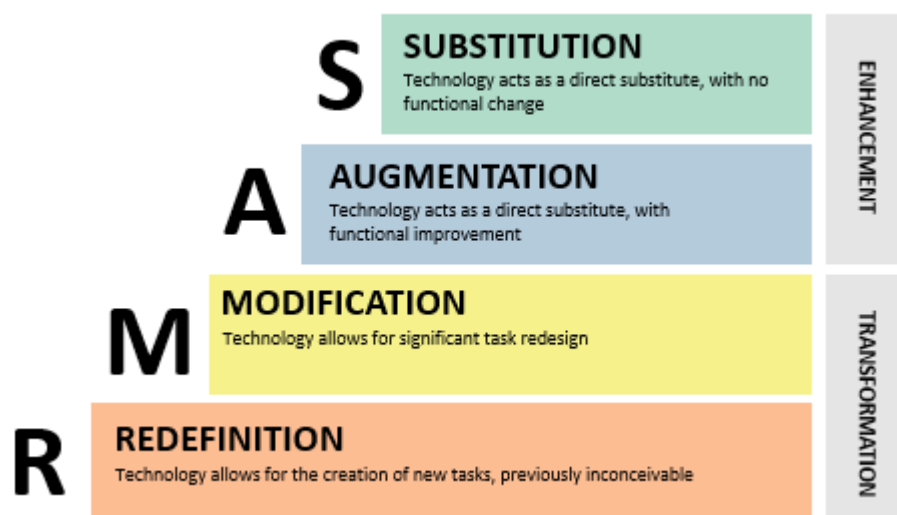 S
SUBSTITUTION
Technology acts as a direct substitute, with no
functional change
A
AUGMENTATION
Technology acts as a direct substitute, with
functional improvement
ENHANCEMENT
M
MODIFICATION
Technology allows for significant task redesign
R
REDEFINITION
Technology allows for the creation of new tasks, previously inconceivable
TRANSFORMATION